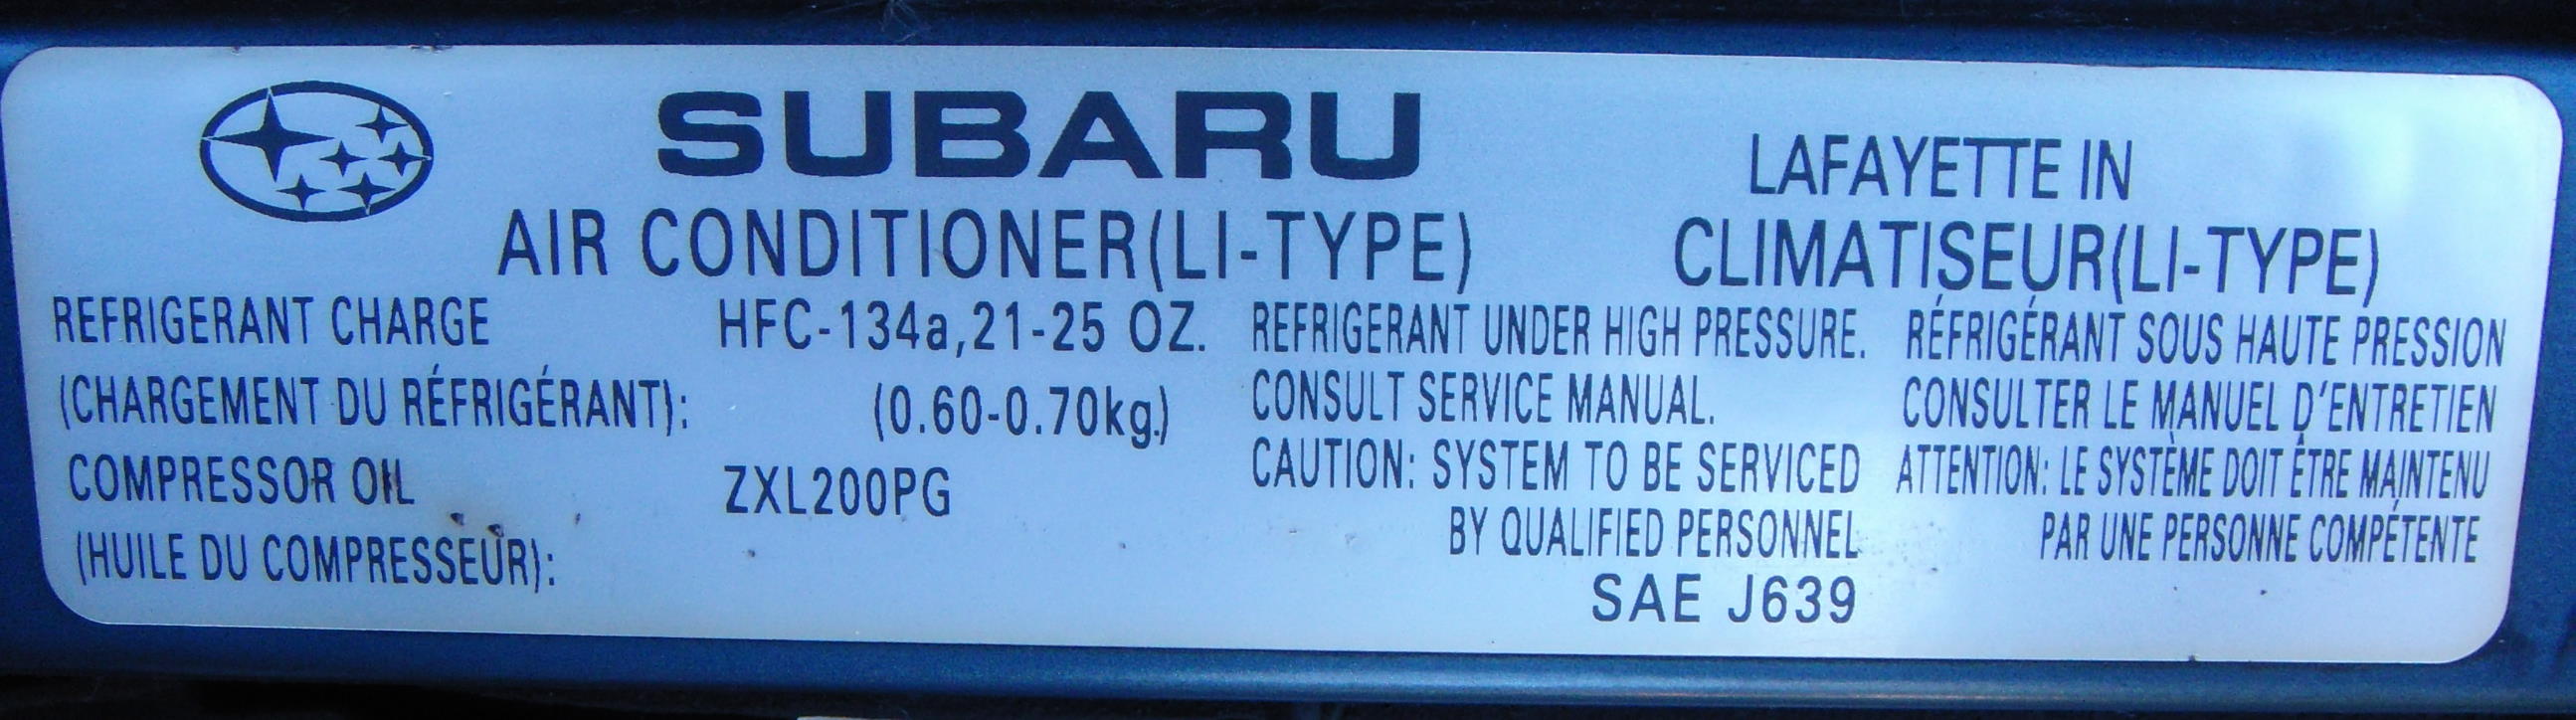 SUBARU
AIR CONDITIONER(LI-TYPE)
REFRIGERANT CHARGE HFC-134a,21-25 OZ.
(CHARGEMENT DU RÉFRIGÉRANT): (0.60-0.70kg.)
COMPRESSOR OIL ZXL200PG
(HUILE DU COMPRESSEUR):
REFRIGERANT UNDER HIGH PRESSURE.
CONSULT SERVICE MANUAL.
CAUTION: SYSTEM TO BE SERVICED
BY QUALIFIED PERSONNEL
SAE J639
LAFAYETTE IN
CLIMATISEUR(LI-TYPE)
RÉFRIGÉRANT SOUS HAUTE PRESSION
CONSULTER LE MANUEL D'ENTRETIEN
ATTENTION: LE SYSTÈME DOIT ÊTRE MAINTENU
PAR UNE PERSONNE COMPÉTENTE